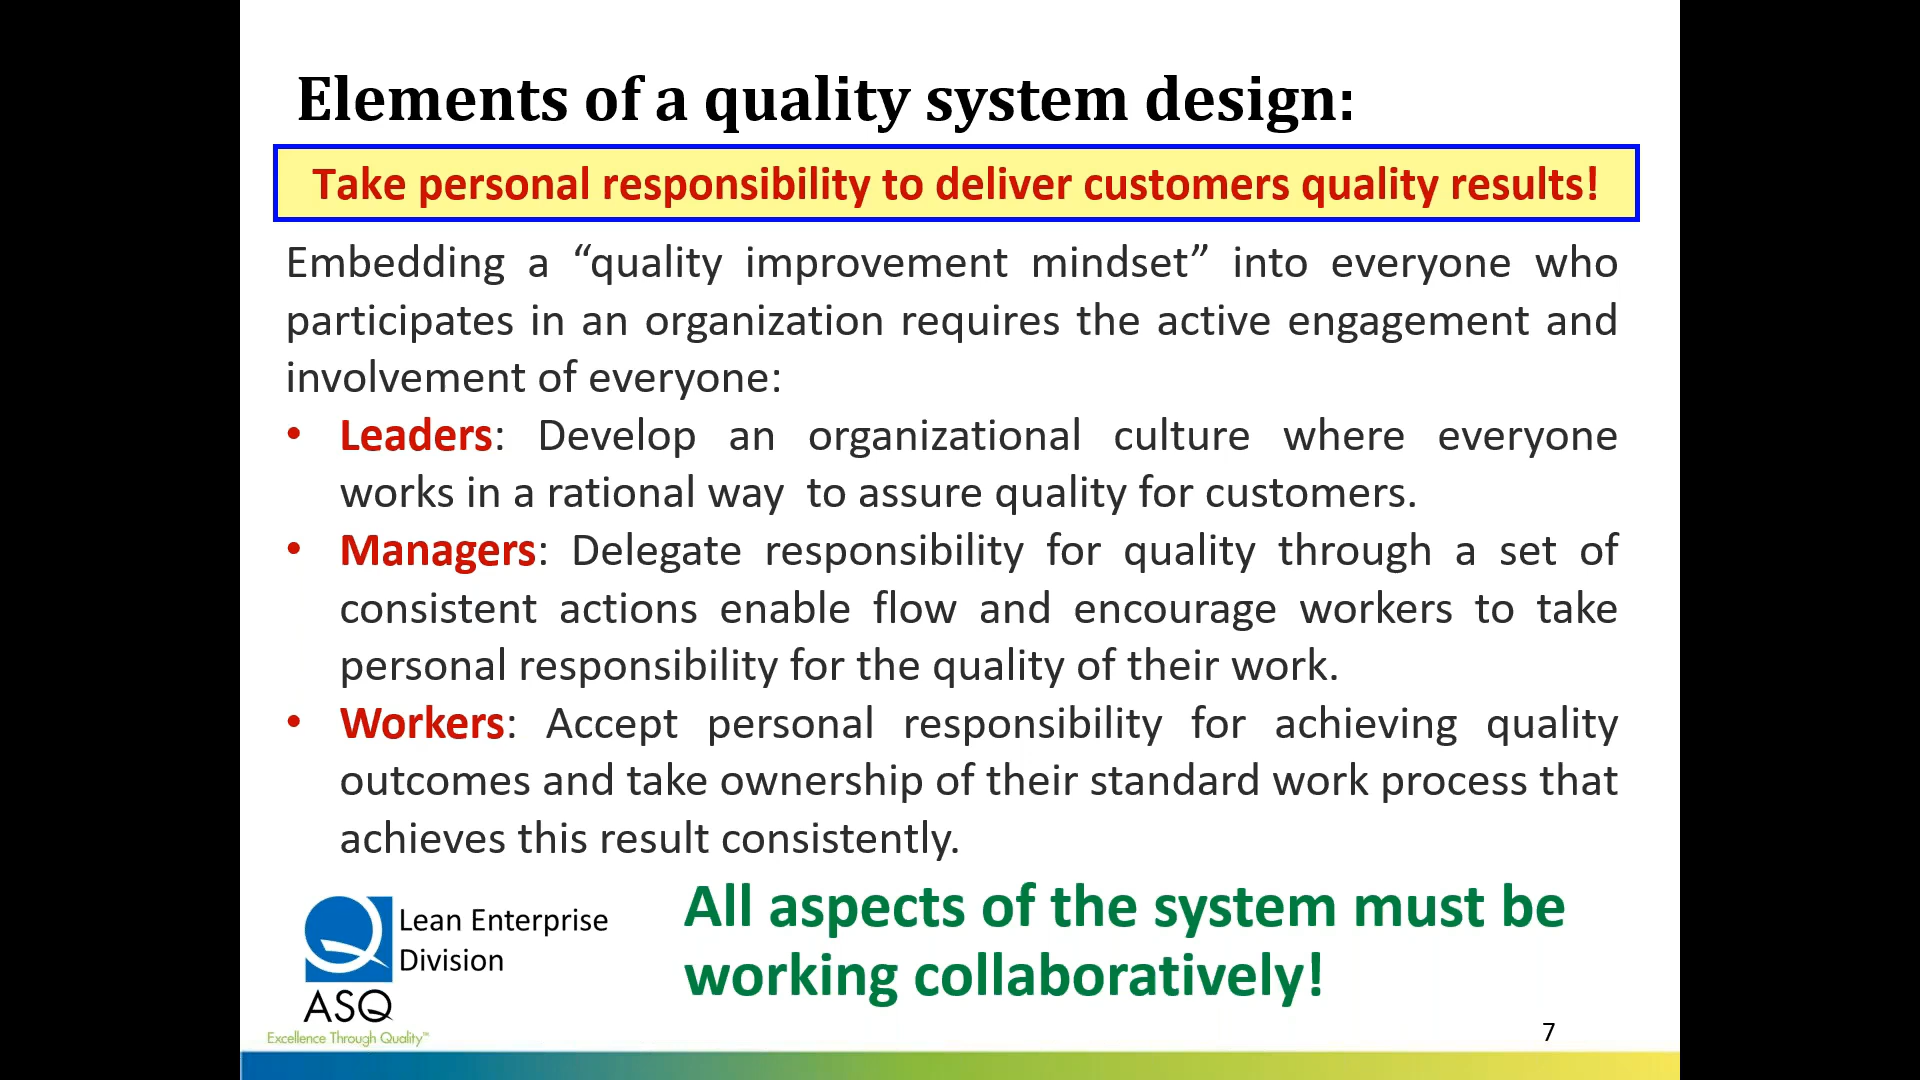 Elements of a quality system design:
Take personal responsibility to deliver customers quality results!
Embedding a “quality improvement mindset” into everyone who
participates in an organization requires the active engagement and
involvement of everyone:
• Leaders: Develop an organizational culture where everyone
works in a rational way to assure quality for customers.
• Managers: Delegate responsibility for quality through a set of
consistent actions enable flow and encourage workers to take
personal responsibility for the quality of their work.
• Workers: Accept personal responsibility for achieving quality
outcomes and take ownership of their standard work process that
achieves this result consistently.
Lean Enterprise
Division
ASQ
Excellence Through Quality™
All aspects of the system must be
working collaboratively!
7